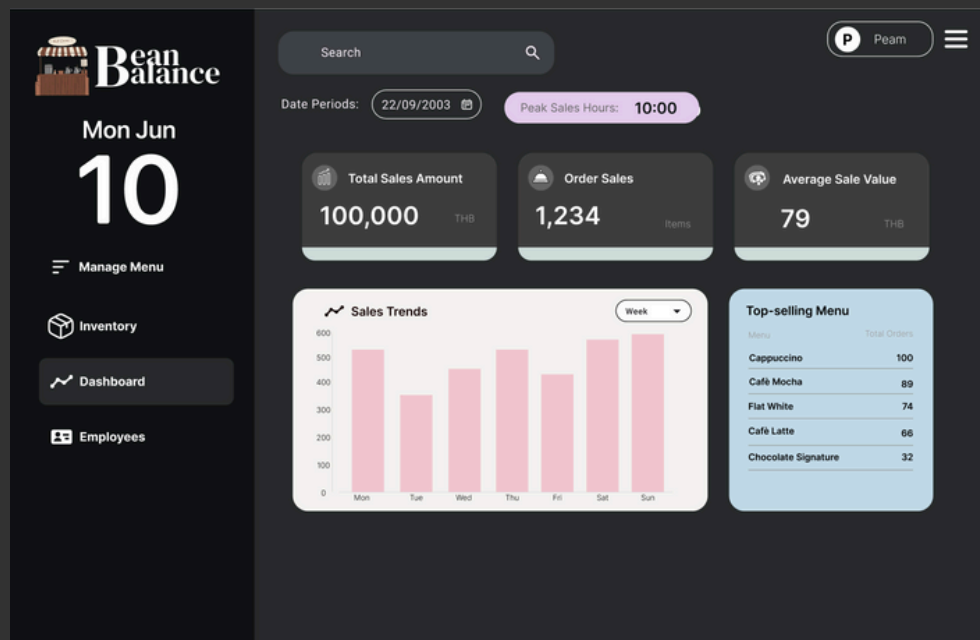 Bean
Balance
Mon Jun
10
Manage Menu
Inventory
Dashboard
Employees
Search
P Peam
Date Periods: 22/09/2003
Peak Sales Hours: 10:00
Total Sales Amount
100,000 THB
Order Sales
1,234 Items
Average Sale Value
79 THB
Sales Trends
Week
600
500
400
300
200
100
0
Mon Tue Wed Thu Fri Sat Sun
Top-selling Menu
Menu Total Orders
Cappuccino 100
Cafè Mocha 89
Flat White 74
Cafè Latte 66
Chocolate Signature 32